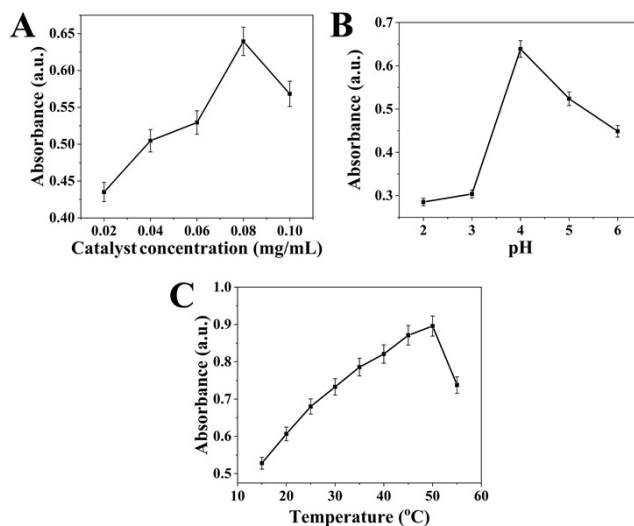 A
Absorbance (a.u.)
0.65
0.60
0.55
0.50
0.45
0.40
0.02 0.04 0.06 0.08 0.10
Catalyst concentration (mg/mL)
B
Absorbance (a.u.)
0.7
0.6
0.5
0.4
0.3
2 3 4 5 6
pH
C
Absorbance (a.u.)
1.0
0.9
0.8
0.7
0.6
0.5
10 20 30 40 50 60
Temperature (°C)